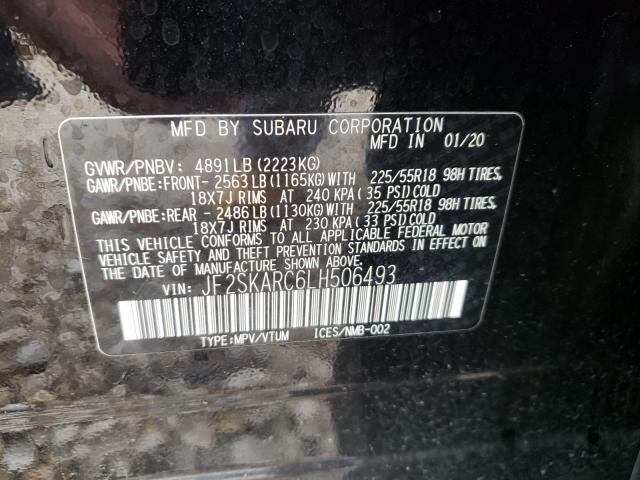 MFD BY SUBARU CORPORATION
MFD IN 01/20
GVWR/PNBV: 4891LB (2223KG)
GAWR/PNBE:FRONT- 2563LB (1165KG)WITH 225/55R18 98H TIRES,
18X7J RIMS AT 240 KPA ( 35 PSI)COLD
GAWR/PNBE:REAR - 2486LB (1130KG)WITH 225/55R18 98H TIRES,
18X7J RIMS AT 230 KPA ( 33 PSI)COLD
THIS VEHICLE CONFORMS TO ALL APPLICABLE FEDERAL MOTOR
VEHICLE SAFETY AND THEFT PREVENTION STANDARDS IN EFFECT
ON THE DATE OF MANUFACTURE SHOWN ABOVE.
VIN: JF2SKARC6LH506493
TYPE:MPV/VTUM ICES/NMB-002